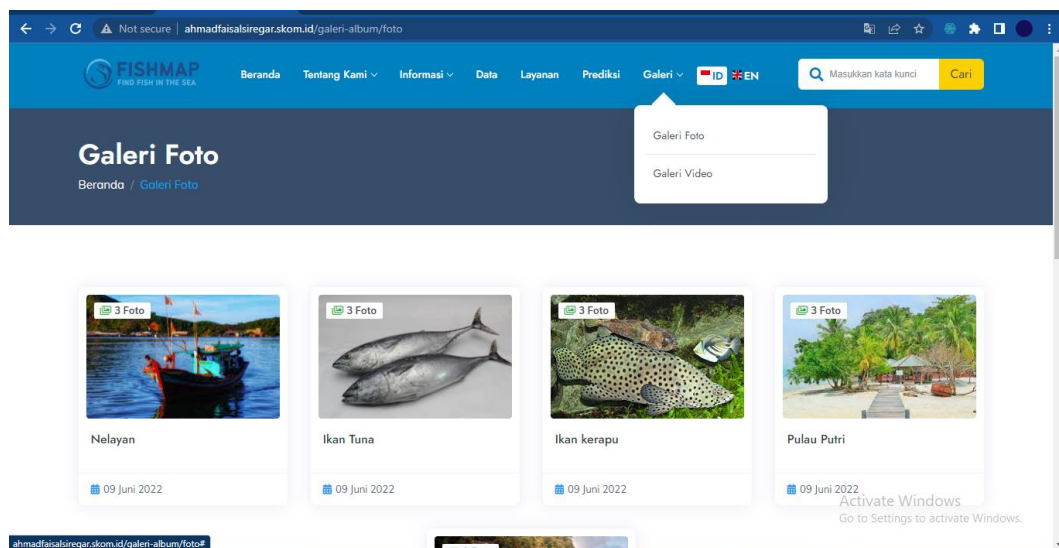 Not secure | ahmadfaisalsiregar.skom.id/galeri-album/foto
FISHMAP
FIND FISH IN THE SEA
Beranda Tentang Kami Informasi Data Layanan Prediksi Galeri ID EN Masukkan kata kunci Cari
Galeri Foto
Galeri Video
Galeri Foto
Beranda / Galeri Foto
3 Foto 3 Foto 3 Foto 3 Foto
Nelayan Ikan Tuna Ikan kerapu Pulau Putri
09 Juni 2022 09 Juni 2022 09 Juni 2022 09 Juni 2022
Activate Windows
Go to Settings to activate Windows.
ahmadfaisalsiregar.skom.id/galeri-album/foto#